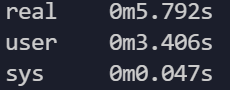 real    0m5.792s
user    0m3.406s
sys     0m0.047s